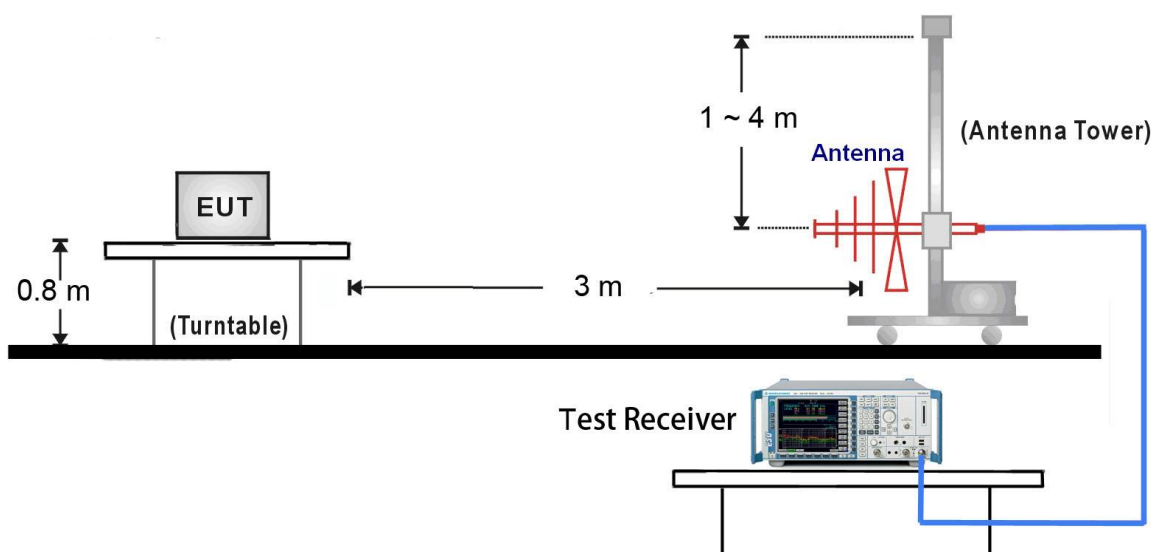 1 ~ 4 m
(Antenna Tower)
Antenna
EUT
0.8 m
3 m
(Turntable)
Test Receiver